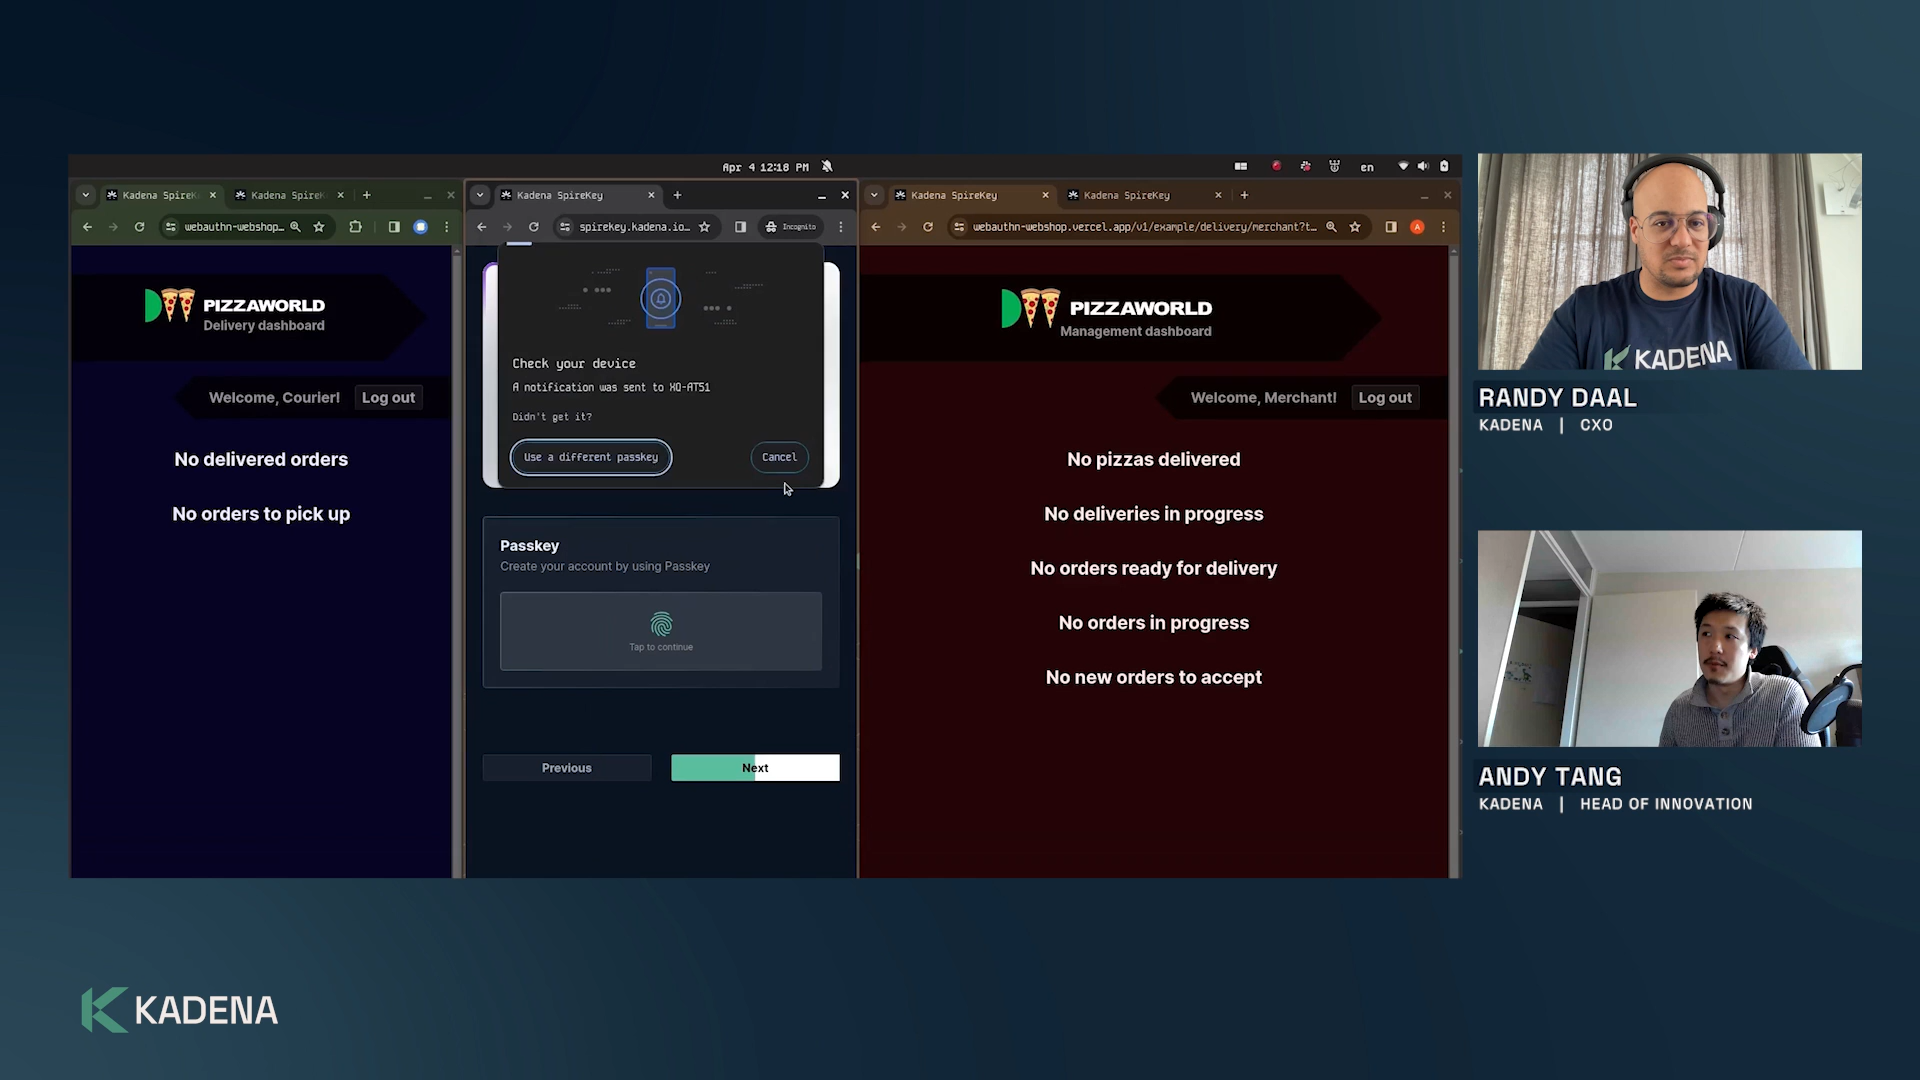 Apr 4 12:18 PM
en
Kadena SpireKe
Kadena SpireK
webauthn-webshop…
PIZZAWORLD
Delivery dashboard
Welcome, Courier!
Log out
No delivered orders
No orders to pick up
Kadena SpireKey
spirekey.kadena.io…
Incognito
Check your device
A notification was sent to XQ-AT51
Didn't get it?
Use a different passkey
Cancel
Passkey
Create your account by using Passkey
Tap to continue
Previous
Next
Kadena SpireKey
Kadena SpireKey
webauthn-webshop.vercel.app/v1/example/delivery/merchant?t…
A
PIZZAWORLD
Management dashboard
Welcome, Merchant!
Log out
No pizzas delivered
No deliveries in progress
No orders ready for delivery
No orders in progress
No new orders to accept
KADENA
RANDY DAAL
KADENA | CXO
ANDY TANG
KADENA | HEAD OF INNOVATION
KADENA